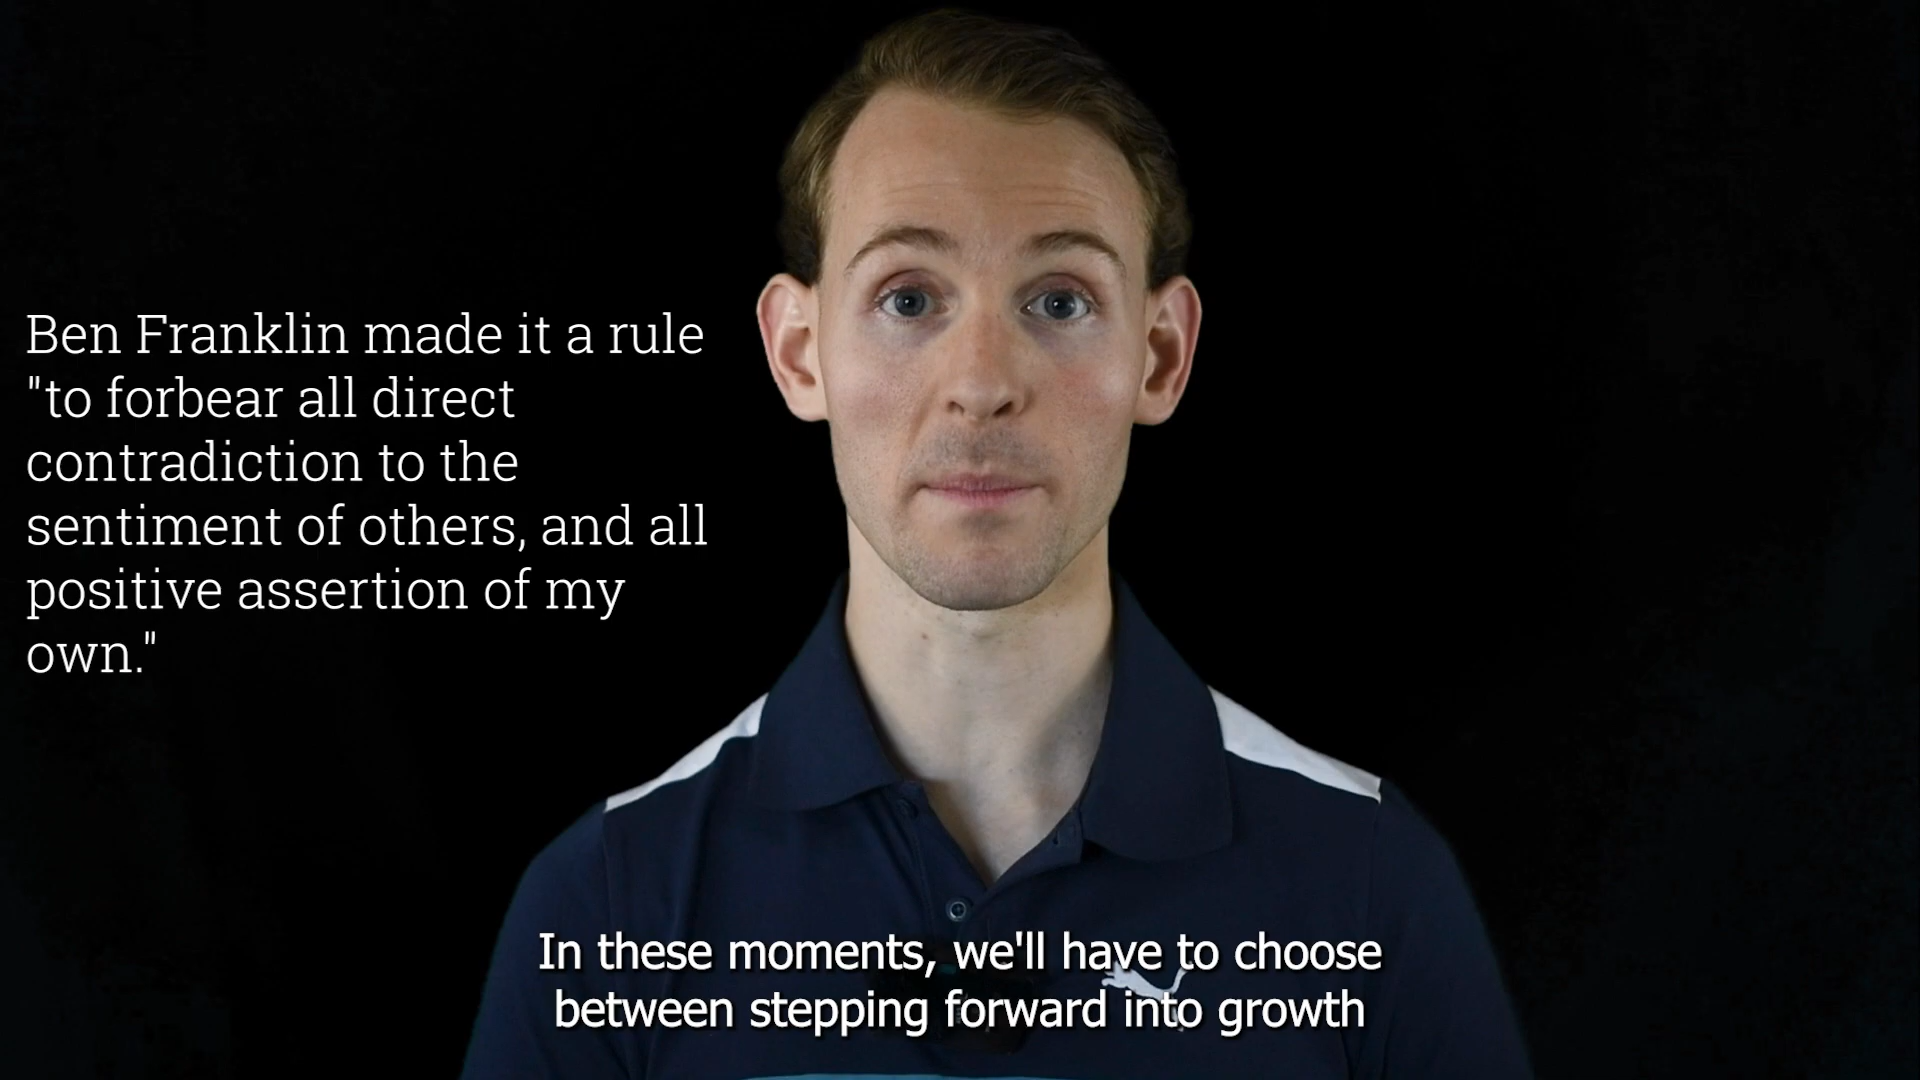 Ben Franklin made it a rule
"to forbear all direct
contradiction to the
sentiment of others, and all
positive assertion of my
own."
In these moments, we'll have to choose
between stepping forward into growth